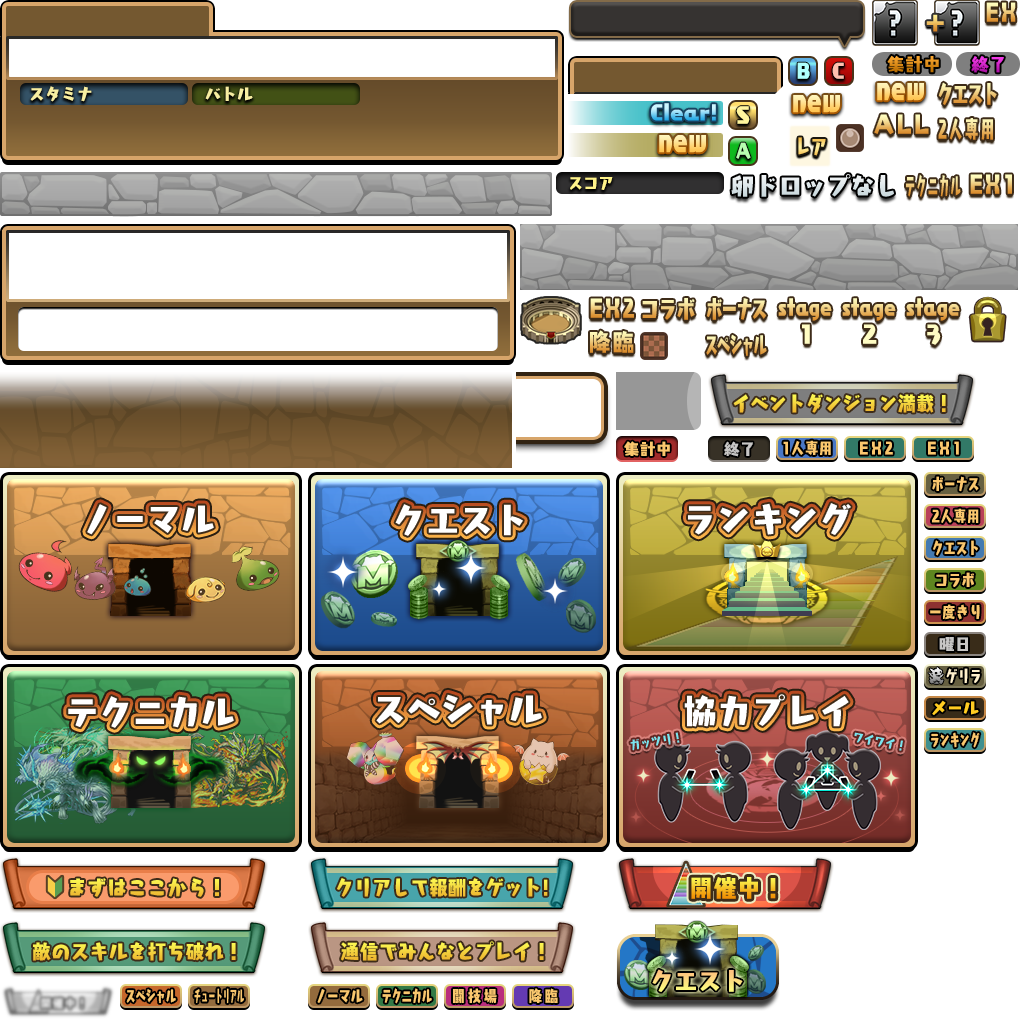 ? +? EX
B C
集計中 終了
スタミナ バトル
new
new クエスト
Clear! S
ALL 2人専用
new
レア
A
スコア
卵ドロップなし テクニカル EX1
EX2 コラボ ボーナス stage 1 stage 2 stage 3
降臨 スペシャル
イベントダンジョン満載!
集計中 終了 1人専用 EX2 EX1
ノーマル
クエスト
ランキング
ボーナス
2人専用
クエスト
コラボ
一度きり
曜日
ゲリラ
メール
ランキング
テクニカル
スペシャル
協力プレイ
ガッツリ!
ワイワイ!
まずはここから!
クリアして報酬をゲット!
開催中!
敵のスキルを打ち破れ!
通信でみんなとプレイ!
クエスト
スペシャル チュートリアル ノーマル テクニカル 闘技場 降臨